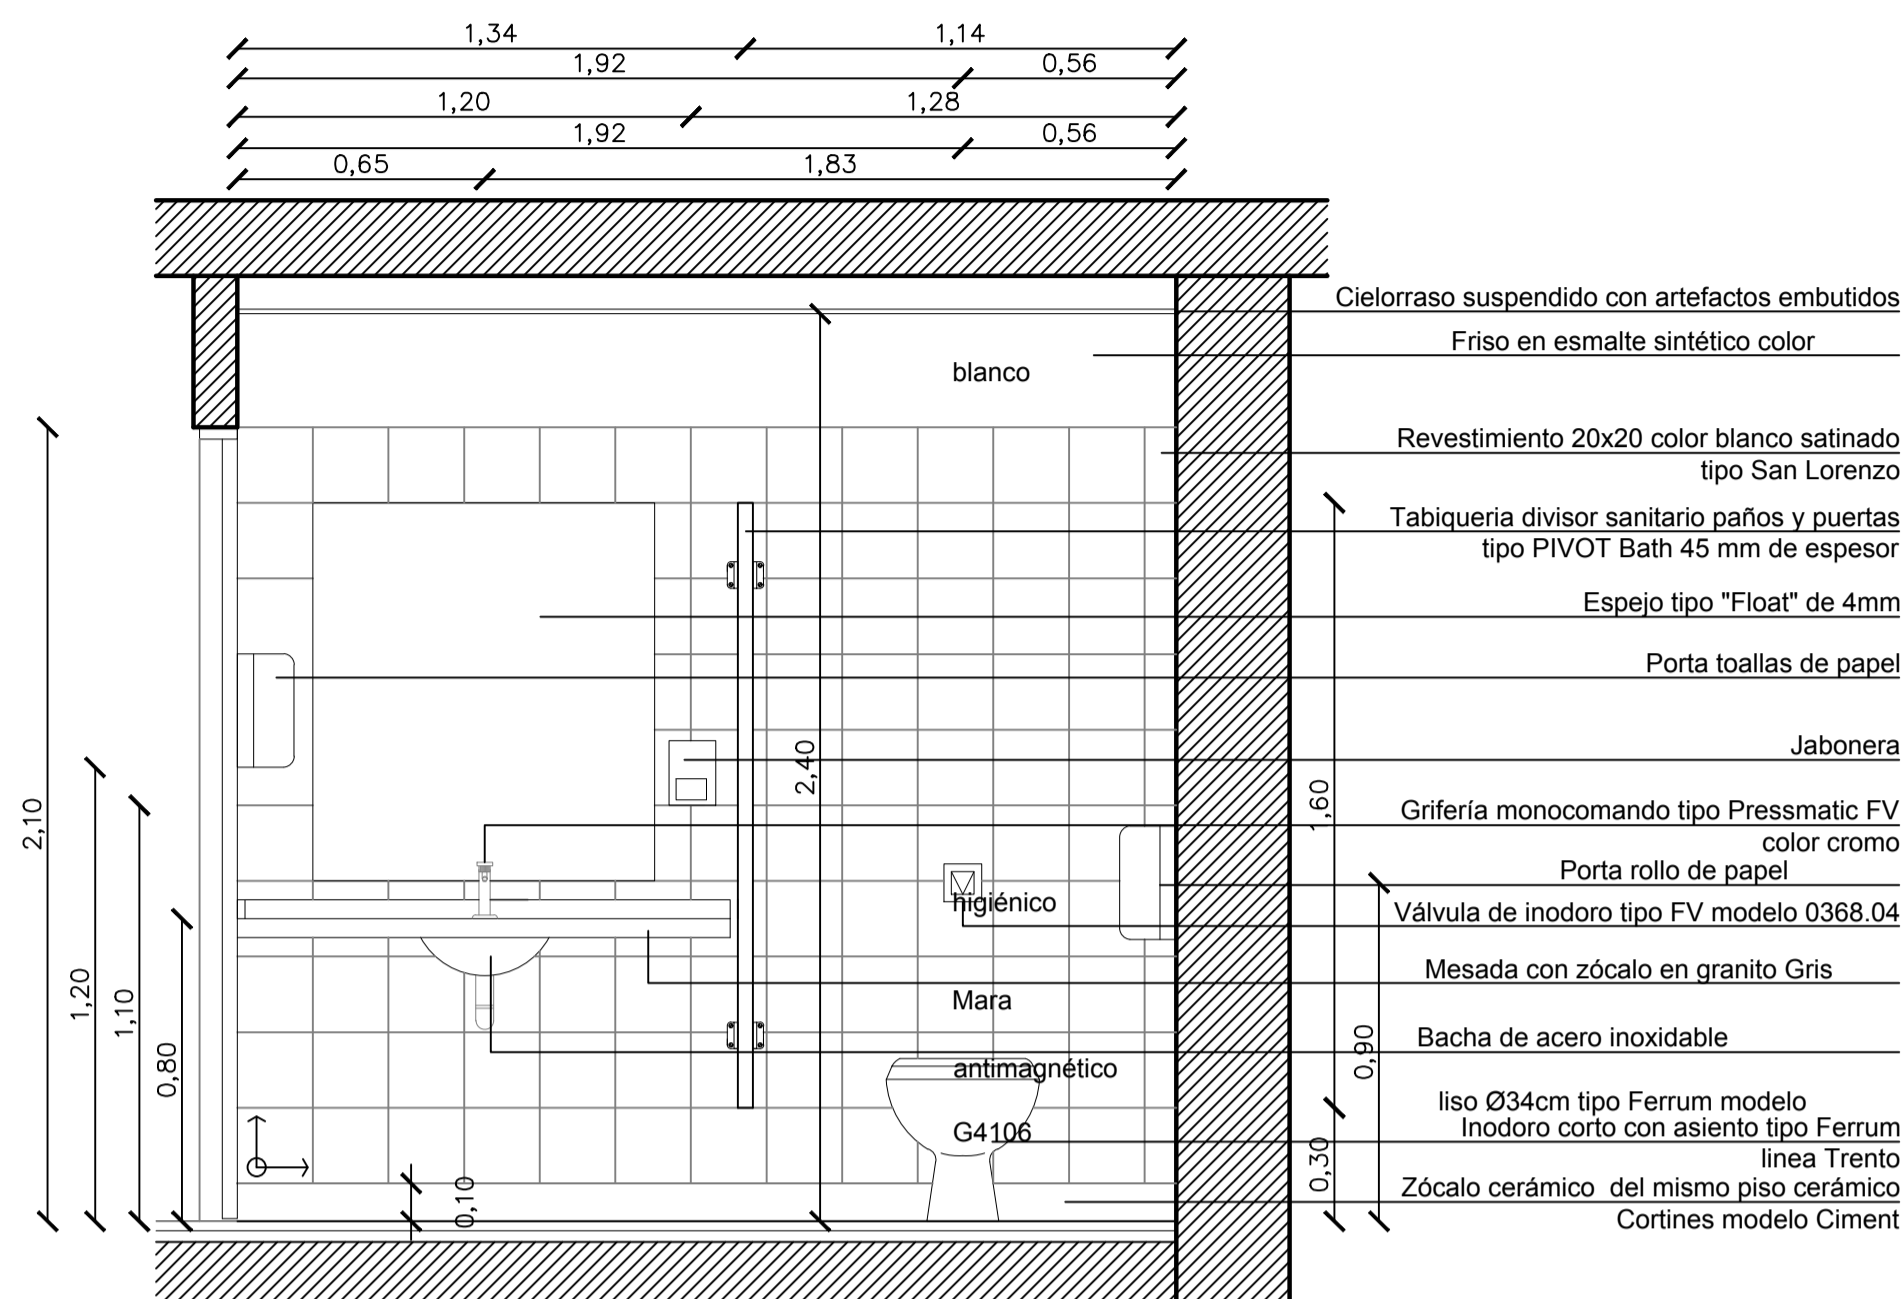 1,34
1,14
1,92
0,56
1,20
1,28
1,92
0,56
0,65
1,83
Cielorraso suspendido con artefactos embutidos
Friso en esmalte sintético color
blanco
Revestimiento 20x20 color blanco satinado
tipo San Lorenzo
Tabiqueria divisor sanitario paños y puertas
tipo PIVOT Bath 45 mm de espesor
Espejo tipo "Float" de 4mm
Porta toallas de papel
Jabonera
Grifería monocomando tipo Pressmatic FV
color cromo
Porta rollo de papel
higiénico
Válvula de inodoro tipo FV modelo 0368.04
Mesada con zócalo en granito Gris
Mara
Bacha de acero inoxidable
antimagnético
liso Ø34cm tipo Ferrum modelo
G4106
Inodoro corto con asiento tipo Ferrum
linea Trento
Zócalo cerámico  del mismo piso cerámico
Cortines modelo Ciment
2,10
1,20
1,10
0,80
0,10
2,40
1,60
0,30
0,90